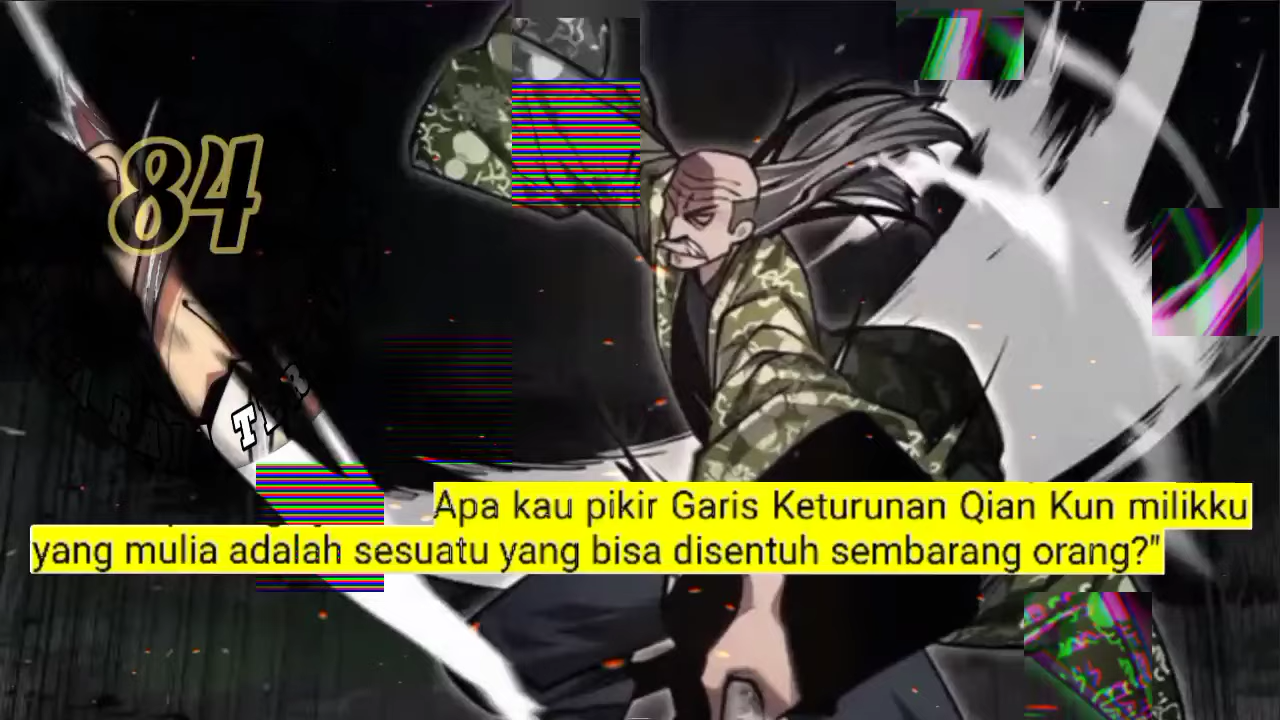 84
Apa kau pikir Garis Keturunan Qian Kun milikku
yang mulia adalah sesuatu yang bisa disentuh sembarang orang?"